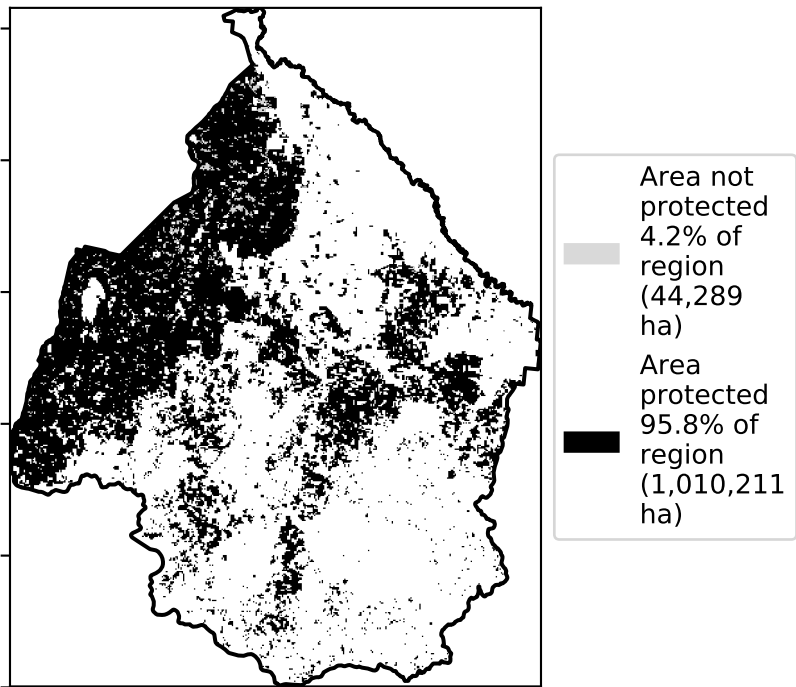 Area not
protected
4.2% of
region
(44,289
ha)
Area
protected
95.8% of
region
(1,010,211
ha)